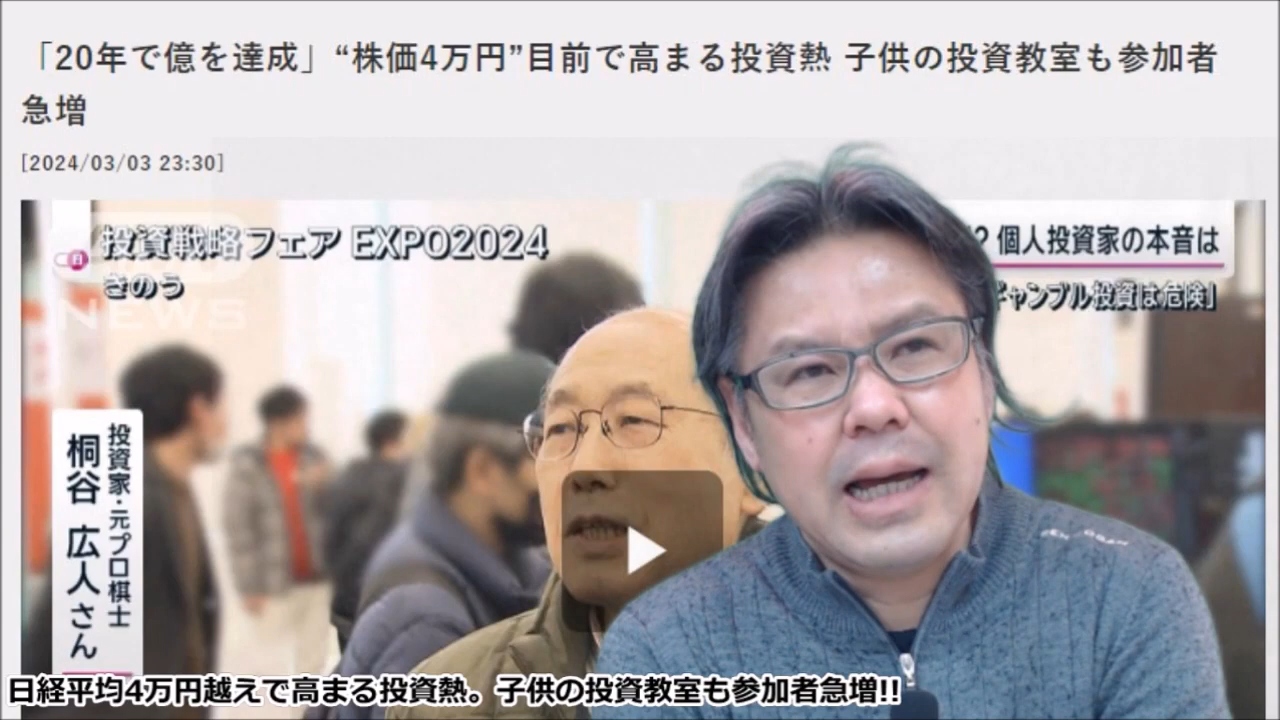 「20年で億を達成」“株価4万円”目前で高まる投資熱 子供の投資教室も参加者
急増
[2024/03/03 23:30]
投資戦略フェア EXPO2024
きのう
NEWS
? 個人投資家の本音は
ギャンブル投資は危険」
投資家・元プロ棋士
桐谷 広人さん
日経平均4万円越えで高まる投資熱。子供の投資教室も参加者急増!!